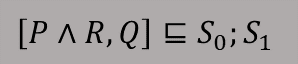 [P ∧ R, Q] ⊑ S₀; S₁